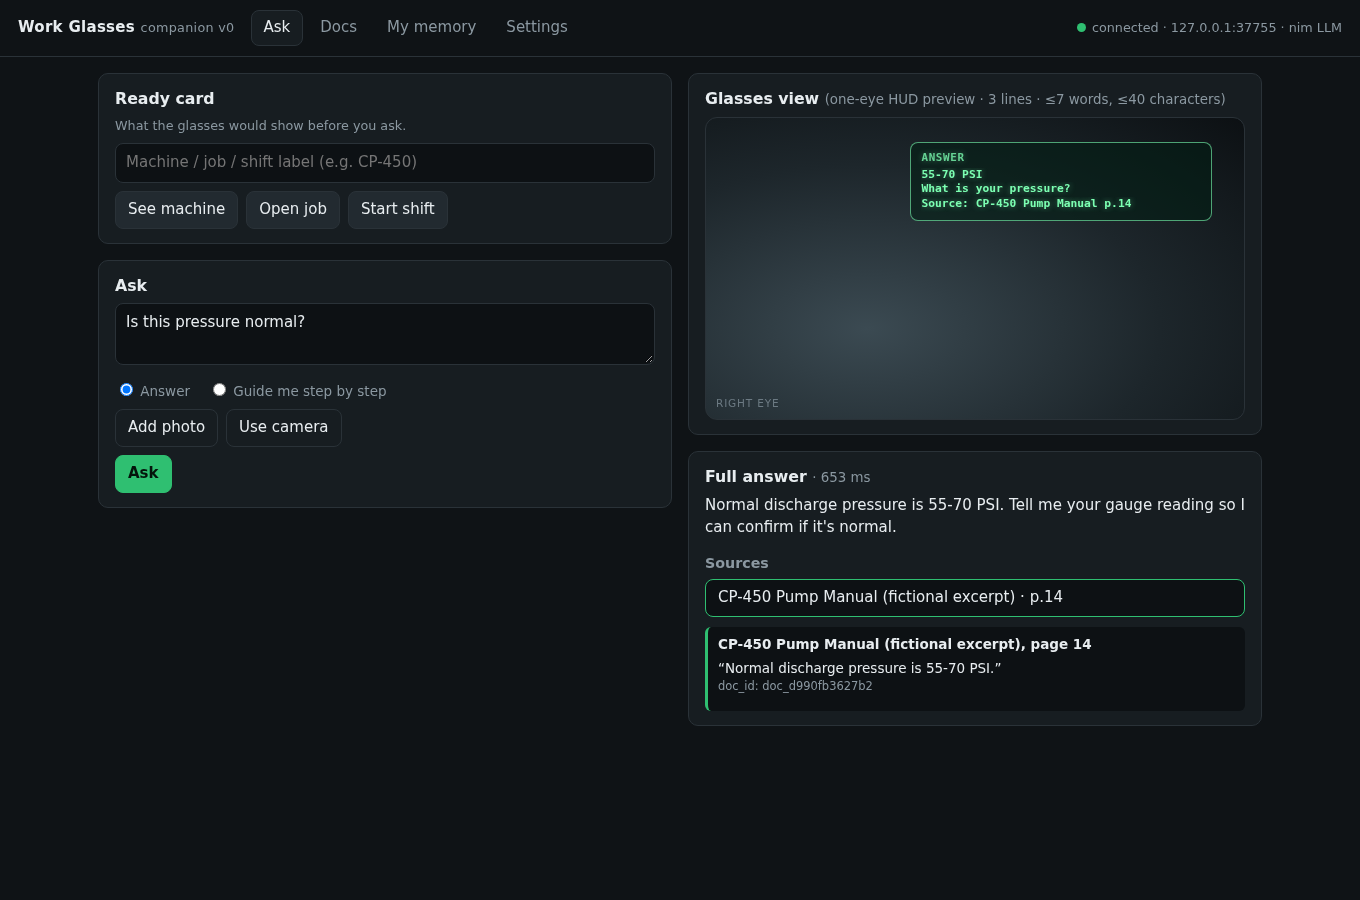 Work Glasses companion v0
Ask
Docs
My memory
Settings
connected · 127.0.0.1:37755 · nim LLM
Ready card
What the glasses would show before you ask.
Machine / job / shift label (e.g. CP-450)
See machine
Open job
Start shift
Ask
Is this pressure normal?
Answer
Guide me step by step
Add photo
Use camera
Ask
Glasses view (one-eye HUD preview · 3 lines · ≤7 words, ≤40 characters)
ANSWER
55-70 PSI
What is your pressure?
Source: CP-450 Pump Manual p.14
RIGHT EYE
Full answer · 653 ms
Normal discharge pressure is 55-70 PSI. Tell me your gauge reading so I
can confirm if it's normal.
Sources
CP-450 Pump Manual (fictional excerpt) · p.14
CP-450 Pump Manual (fictional excerpt), page 14
“Normal discharge pressure is 55-70 PSI.”
doc_id: doc_d990fb3627b2